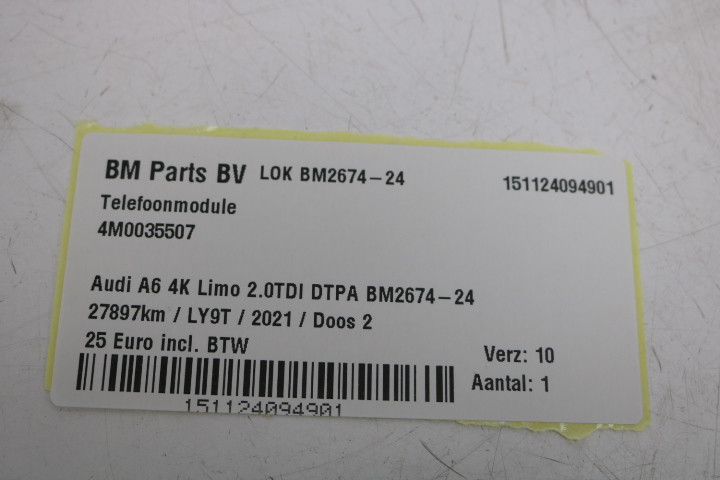 BM Parts BV LOK BM2674-24 151124094901
Telefoonmodule
4M0035507
Audi A6 4K Limo 2.0TDI DTPA BM2674-24
27897km / LY9T / 2021 / Doos 2
25 Euro incl. BTW Verz: 10
Aantal: 1
151124094901